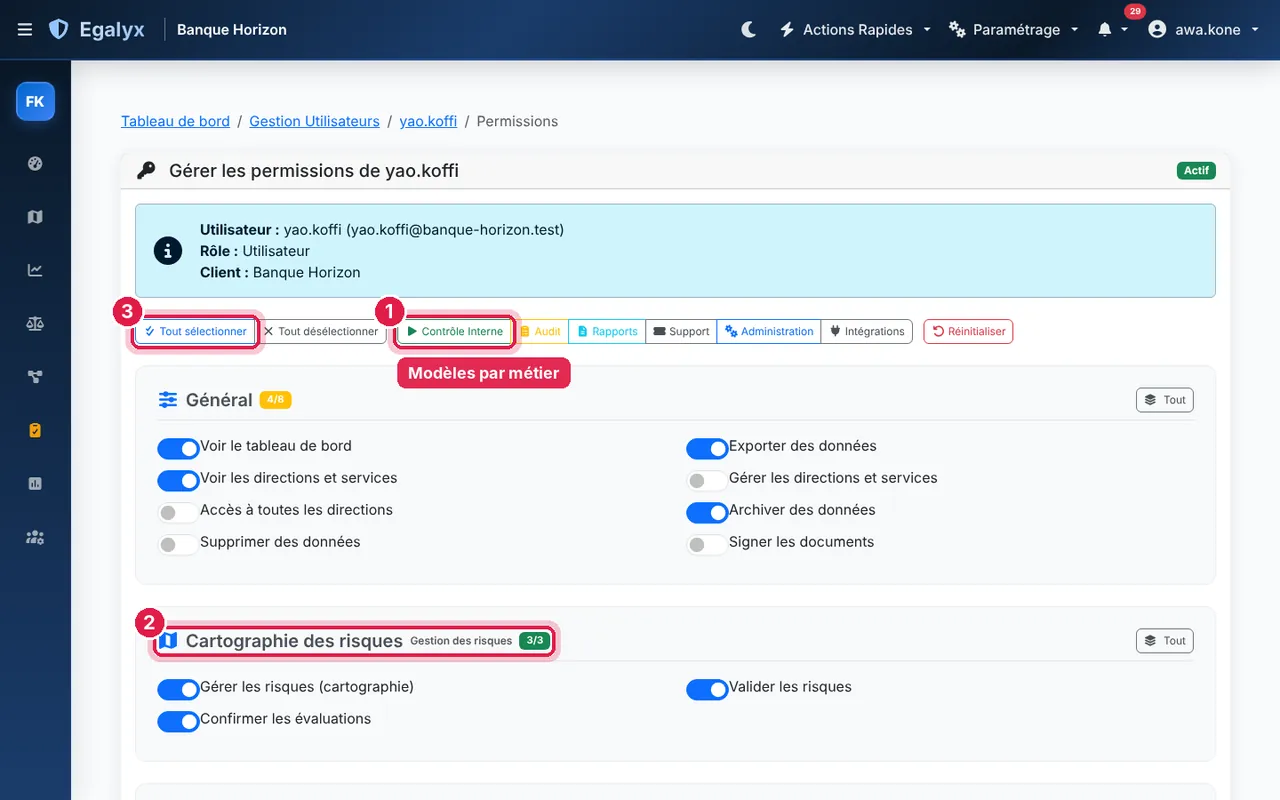 Egalyx
Banque Horizon
Actions Rapides
Paramétrage
29
awa.kone
FK
Tableau de bord / Gestion Utilisateurs / yao.koffi / Permissions
Gérer les permissions de yao.koffi
Actif
Utilisateur : yao.koffi (yao.koffi@banque-horizon.test)
Rôle : Utilisateur
Client : Banque Horizon
3
1
Tout sélectionner
Tout désélectionner
Contrôle Interne
Audit
Rapports
Support
Administration
Intégrations
Réinitialiser
Modèles par métier
Général 4/8
Tout
Voir le tableau de bord
Exporter des données
Voir les directions et services
Gérer les directions et services
Accès à toutes les directions
Archiver des données
Supprimer des données
Signer les documents
2
Cartographie des risques Gestion des risques 3/3
Tout
Gérer les risques (cartographie)
Valider les risques
Confirmer les évaluations